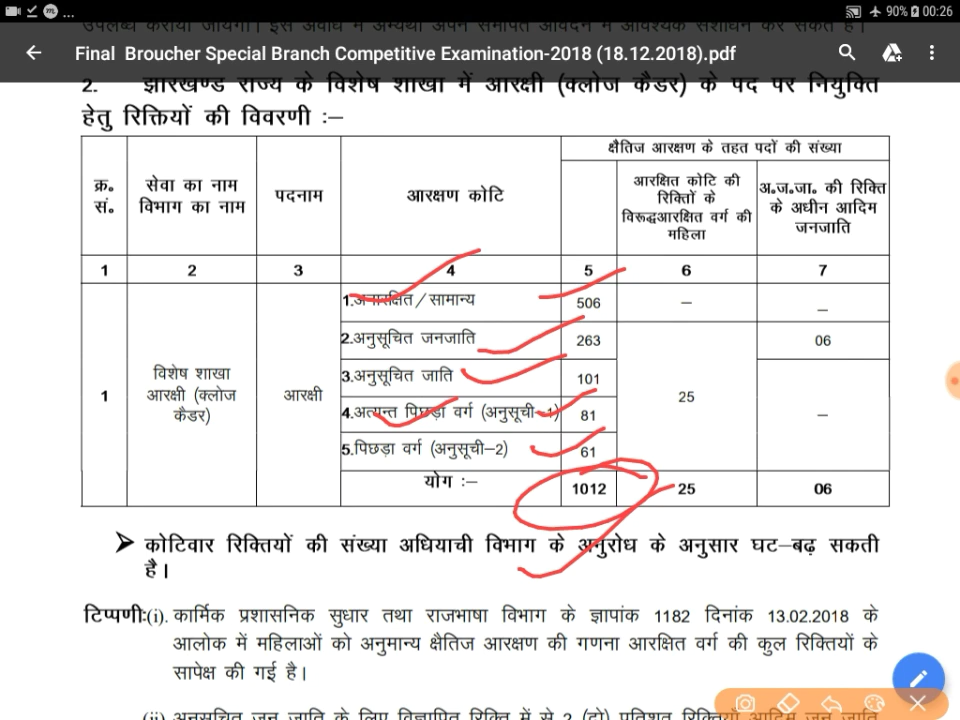 90% 00:26
Final Broucher Special Branch Competitive Examination-2018 (18.12.2018).pdf
2. झारखण्ड राज्य के विशेष शाखा में आरक्षी (क्लोज कैडर) के पद पर नियुक्ति
हेतु रिक्तियों की विवरणी :–
क्र० सं०
सेवा का नाम
विभाग का नाम
पदनाम
आरक्षण कोटि
क्षैतिज आरक्षण के तहत पदों की संख्या
आरक्षित कोटि की
रिक्तिों के
विरूद्धआरक्षित वर्ग की
महिला
अ.ज.जा. की रिक्ति
के अधीन आदिम
जनजाति
1 2 3 4 5 6 7
1
विशेष शाखा
आरक्षी (क्लोज
कैडर)
आरक्षी
1.अनारक्षित/सामान्य 506 – –
2.अनुसूचित जनजाति 263 06
3.अनुसूचित जाति 101
25
4.अत्यन्त पिछड़ा वर्ग (अनुसूची–1) 81 –
5.पिछड़ा वर्ग (अनुसूची–2) 61
योग :– 1012 25 06
➢ कोटिवार रिक्तियों की संख्या अधियाची विभाग के अनुरोध के अनुसार घट–बढ़ सकती
है।
टिप्पणी:(i). कार्मिक प्रशासनिक सुधार तथा राजभाषा विभाग के ज्ञापांक 1182 दिनांक 13.02.2018 के
आलोक में महिलाओं को अनुमान्य क्षैतिज आरक्षण की गणना आरक्षित वर्ग की कुल रिक्तियों के
सापेक्ष की गई है।